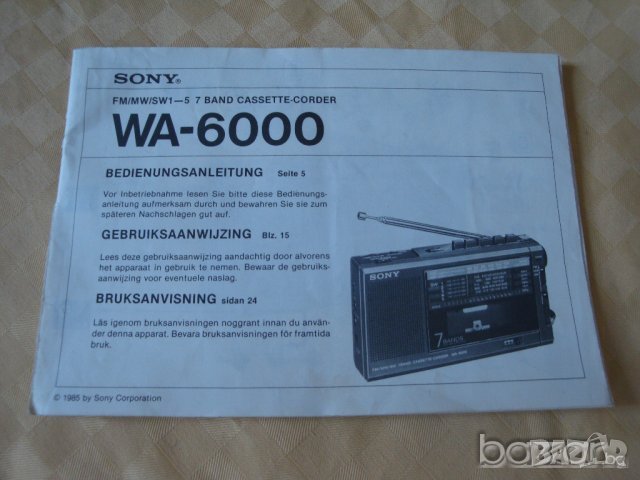 SONY®
FM/MW/SW1—5 7 BAND CASSETTE-CORDER
WA-6000
BEDIENUNGSANLEITUNG Seite 5
Vor Inbetriebnahme lesen Sie bitte diese Bedienungs-
anleitung aufmerksam durch und bewahren Sie sie zum
späteren Nachschlagen gut auf.
GEBRUIKSAANWIJZING Blz. 15
Lees deze gebruiksaanwijzing aandachtig door alvorens
het apparaat in gebruik te nemen. Bewaar de gebruiks-
aanwijzing voor eventuele naslag.
BRUKSANVISNING sidan 24
Läs igenom bruksanvisningen noggrant innan du använ-
der denna apparat. Bevara bruksanvisningen för framtida
bruk.
SONY
7 BANDS
© 1985 by Sony Corporation